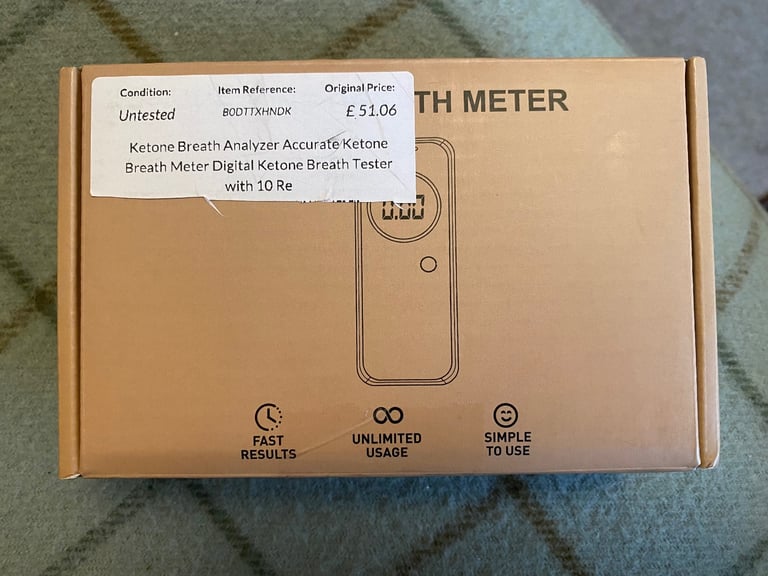 Condition: Item Reference: Original Price:
Untested B0DTTXHNDK £ 51.06
Ketone Breath Analyzer Accurate Ketone
Breath Meter Digital Ketone Breath Tester
with 10 Re
TH METER
0.00
FAST
RESULTS
UNLIMITED
USAGE
SIMPLE
TO USE